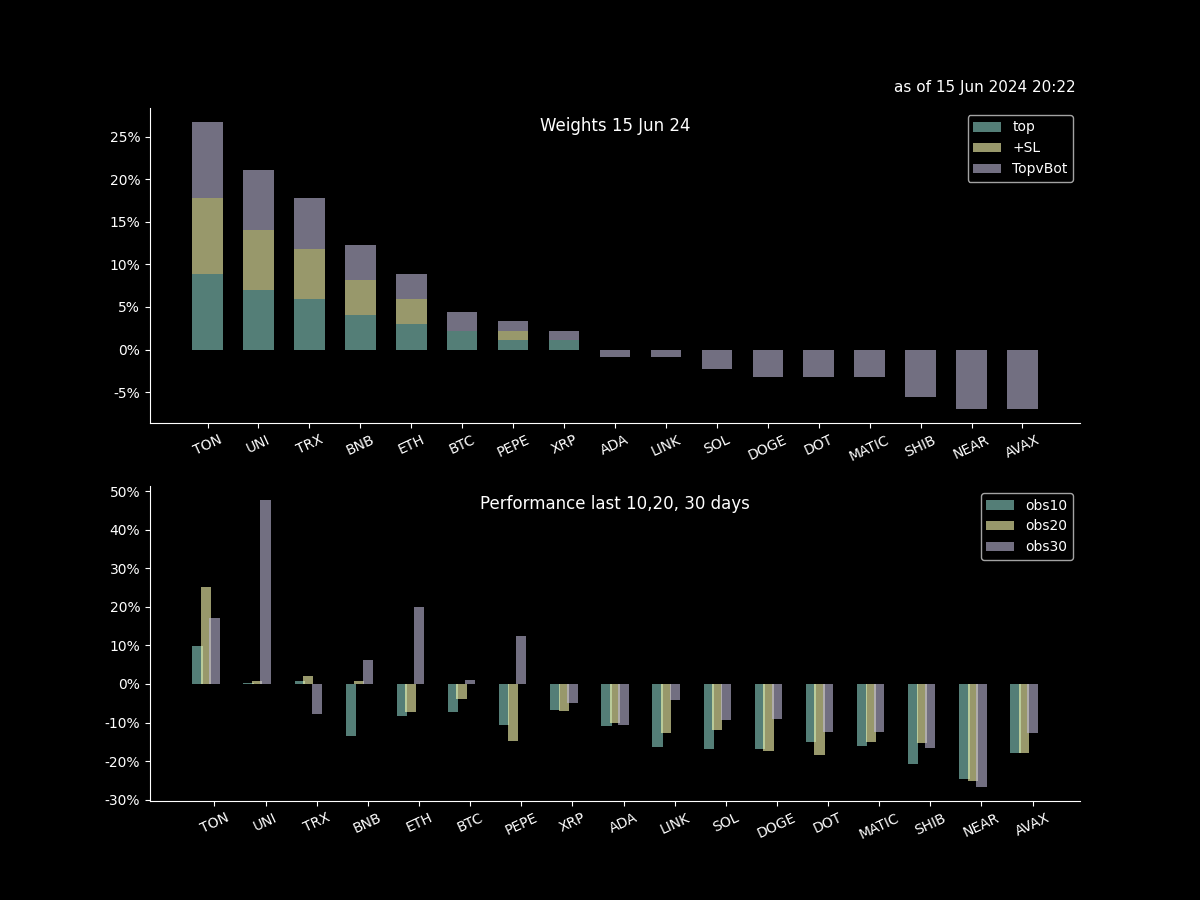 as of 15 Jun 2024 20:22
Weights 15 Jun 24
top
+SL
TopvBot
25%
20%
15%
10%
5%
0%
-5%
TON UNI TRX BNB ETH BTC PEPE XRP ADA LINK SOL DOGE DOT MATIC SHIB NEAR AVAX
Performance last 10,20, 30 days
obs10
obs20
obs30
50%
40%
30%
20%
10%
0%
-10%
-20%
-30%
TON UNI TRX BNB ETH BTC PEPE XRP ADA LINK SOL DOGE DOT MATIC SHIB NEAR AVAX